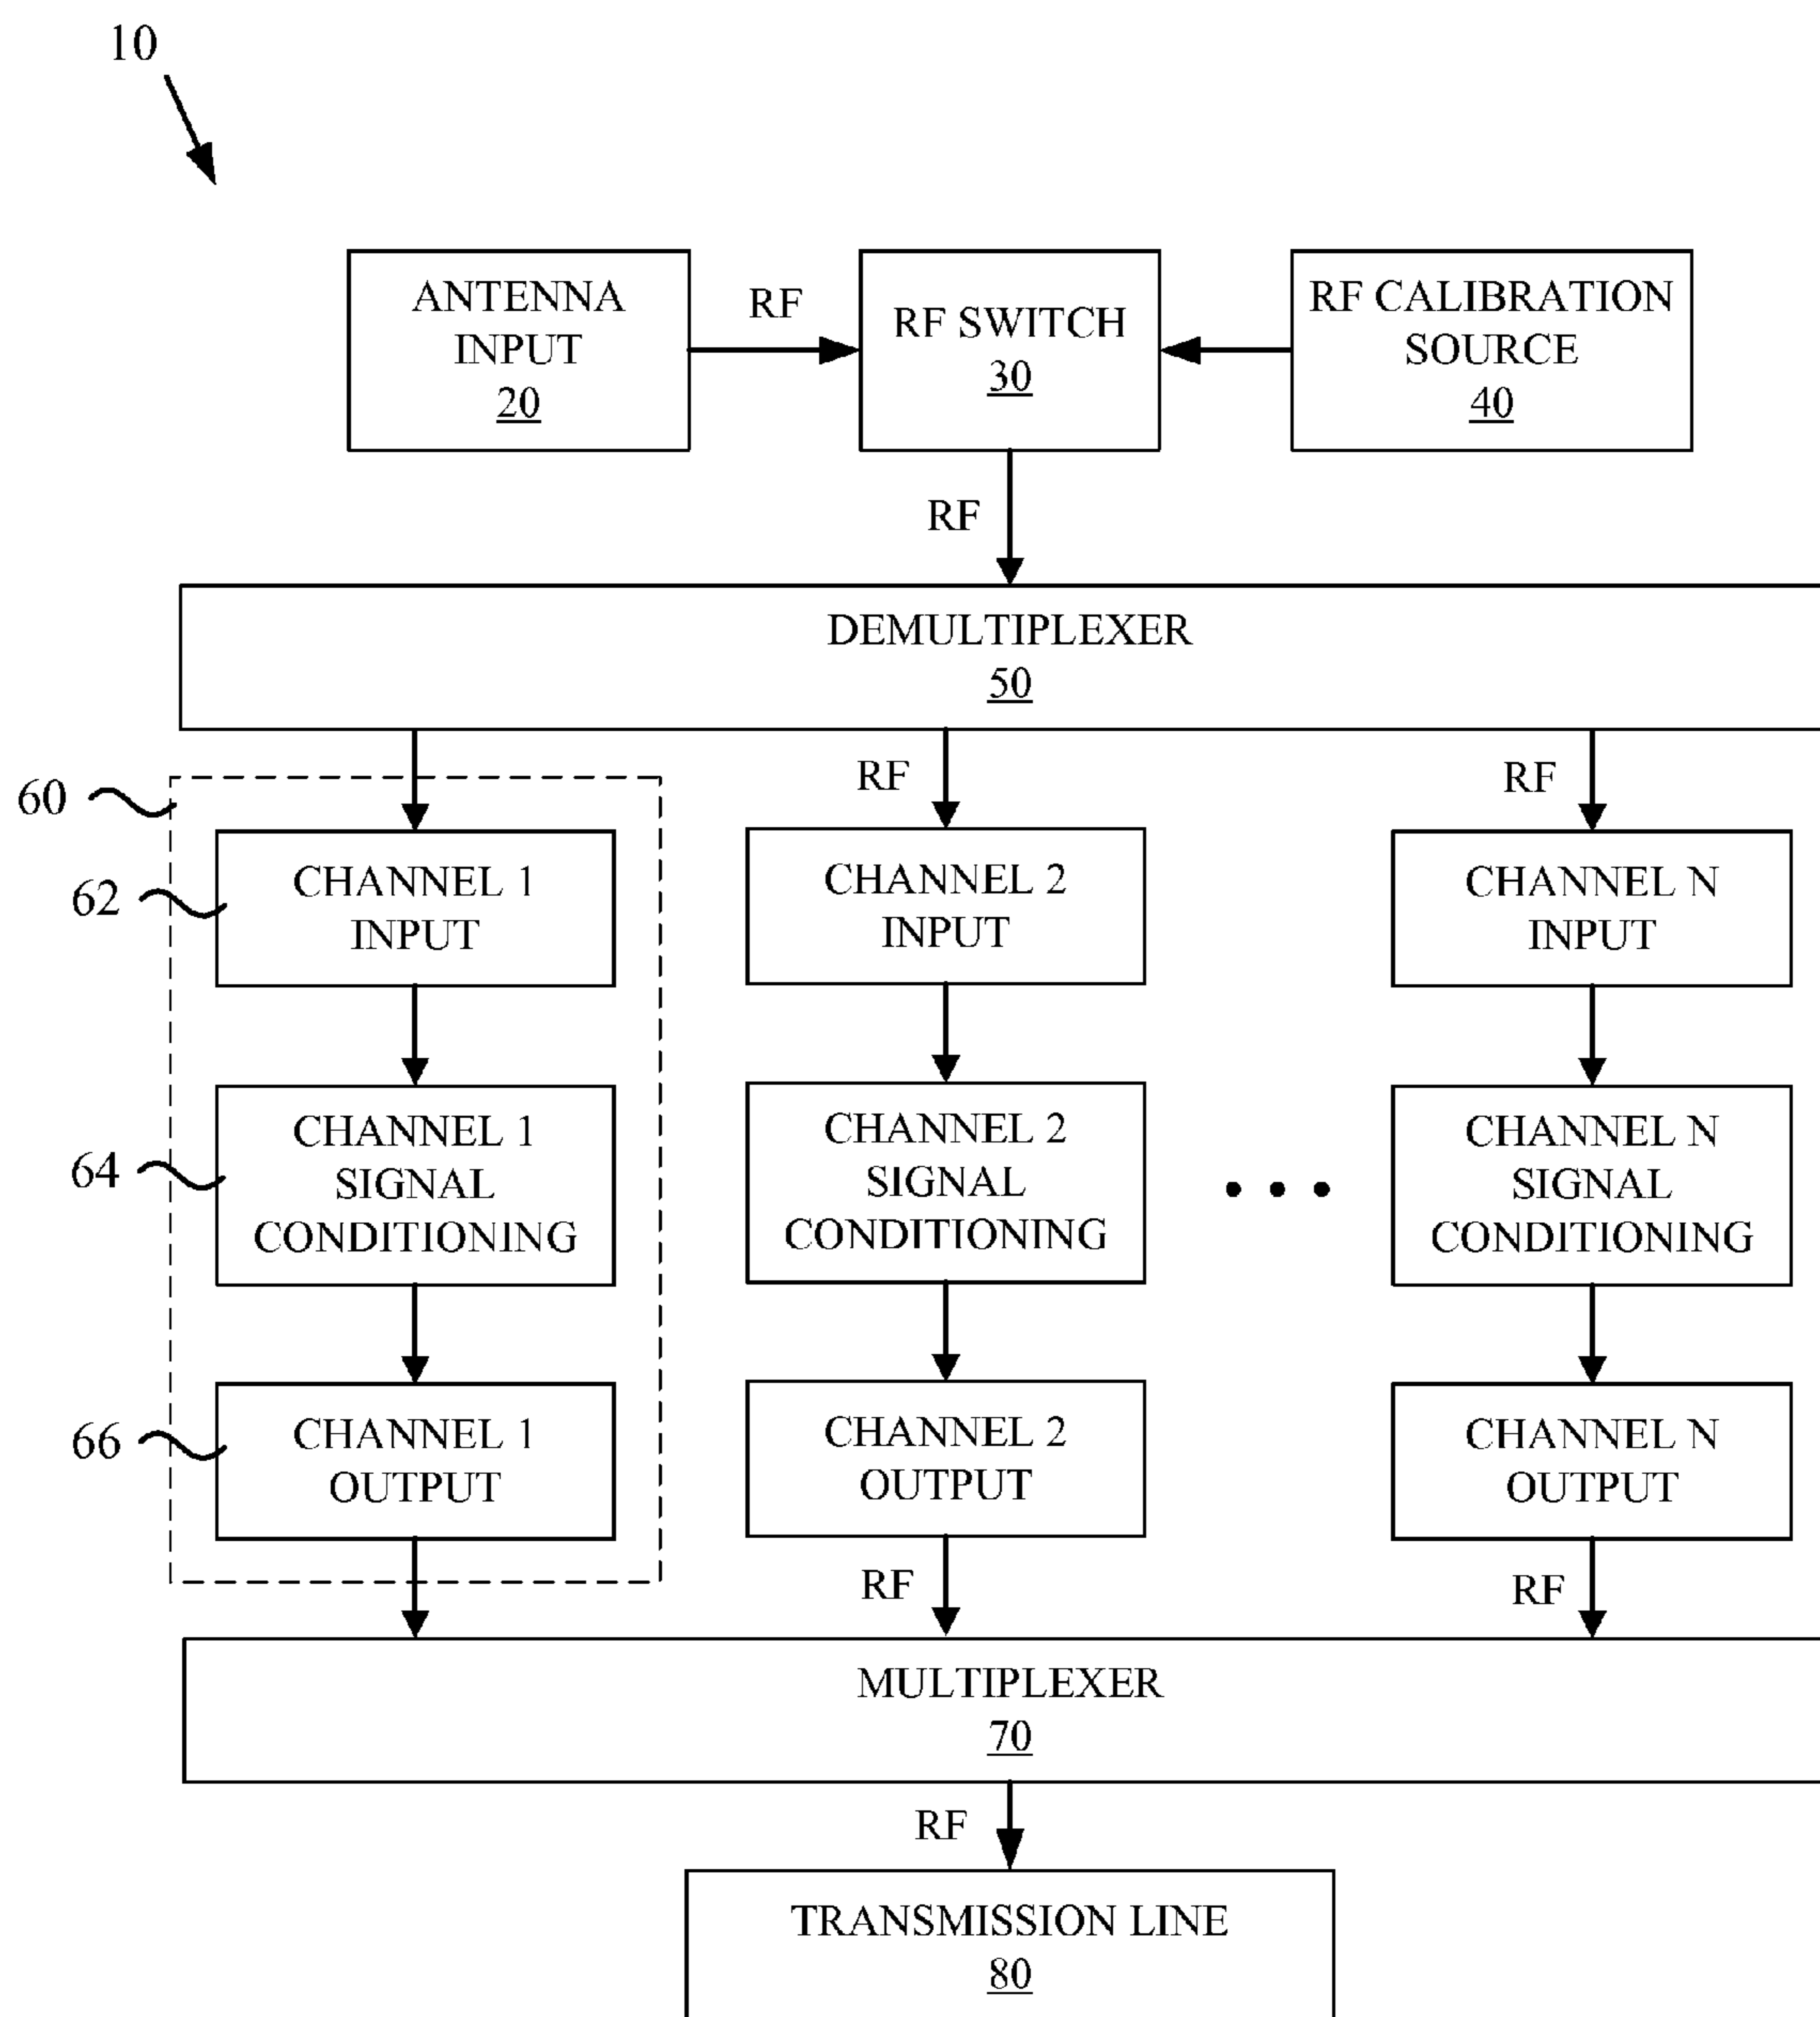 10
ANTENNA
INPUT
20
RF
RF SWITCH
30
RF CALIBRATION
SOURCE
40
RF
DEMULTIPLEXER
50
RF
RF
60
62
CHANNEL 1
INPUT
CHANNEL 2
INPUT
CHANNEL N
INPUT
64
CHANNEL 1
SIGNAL
CONDITIONING
CHANNEL 2
SIGNAL
CONDITIONING
CHANNEL N
SIGNAL
CONDITIONING
66
CHANNEL 1
OUTPUT
CHANNEL 2
OUTPUT
CHANNEL N
OUTPUT
RF
RF
MULTIPLEXER
70
RF
TRANSMISSION LINE
80